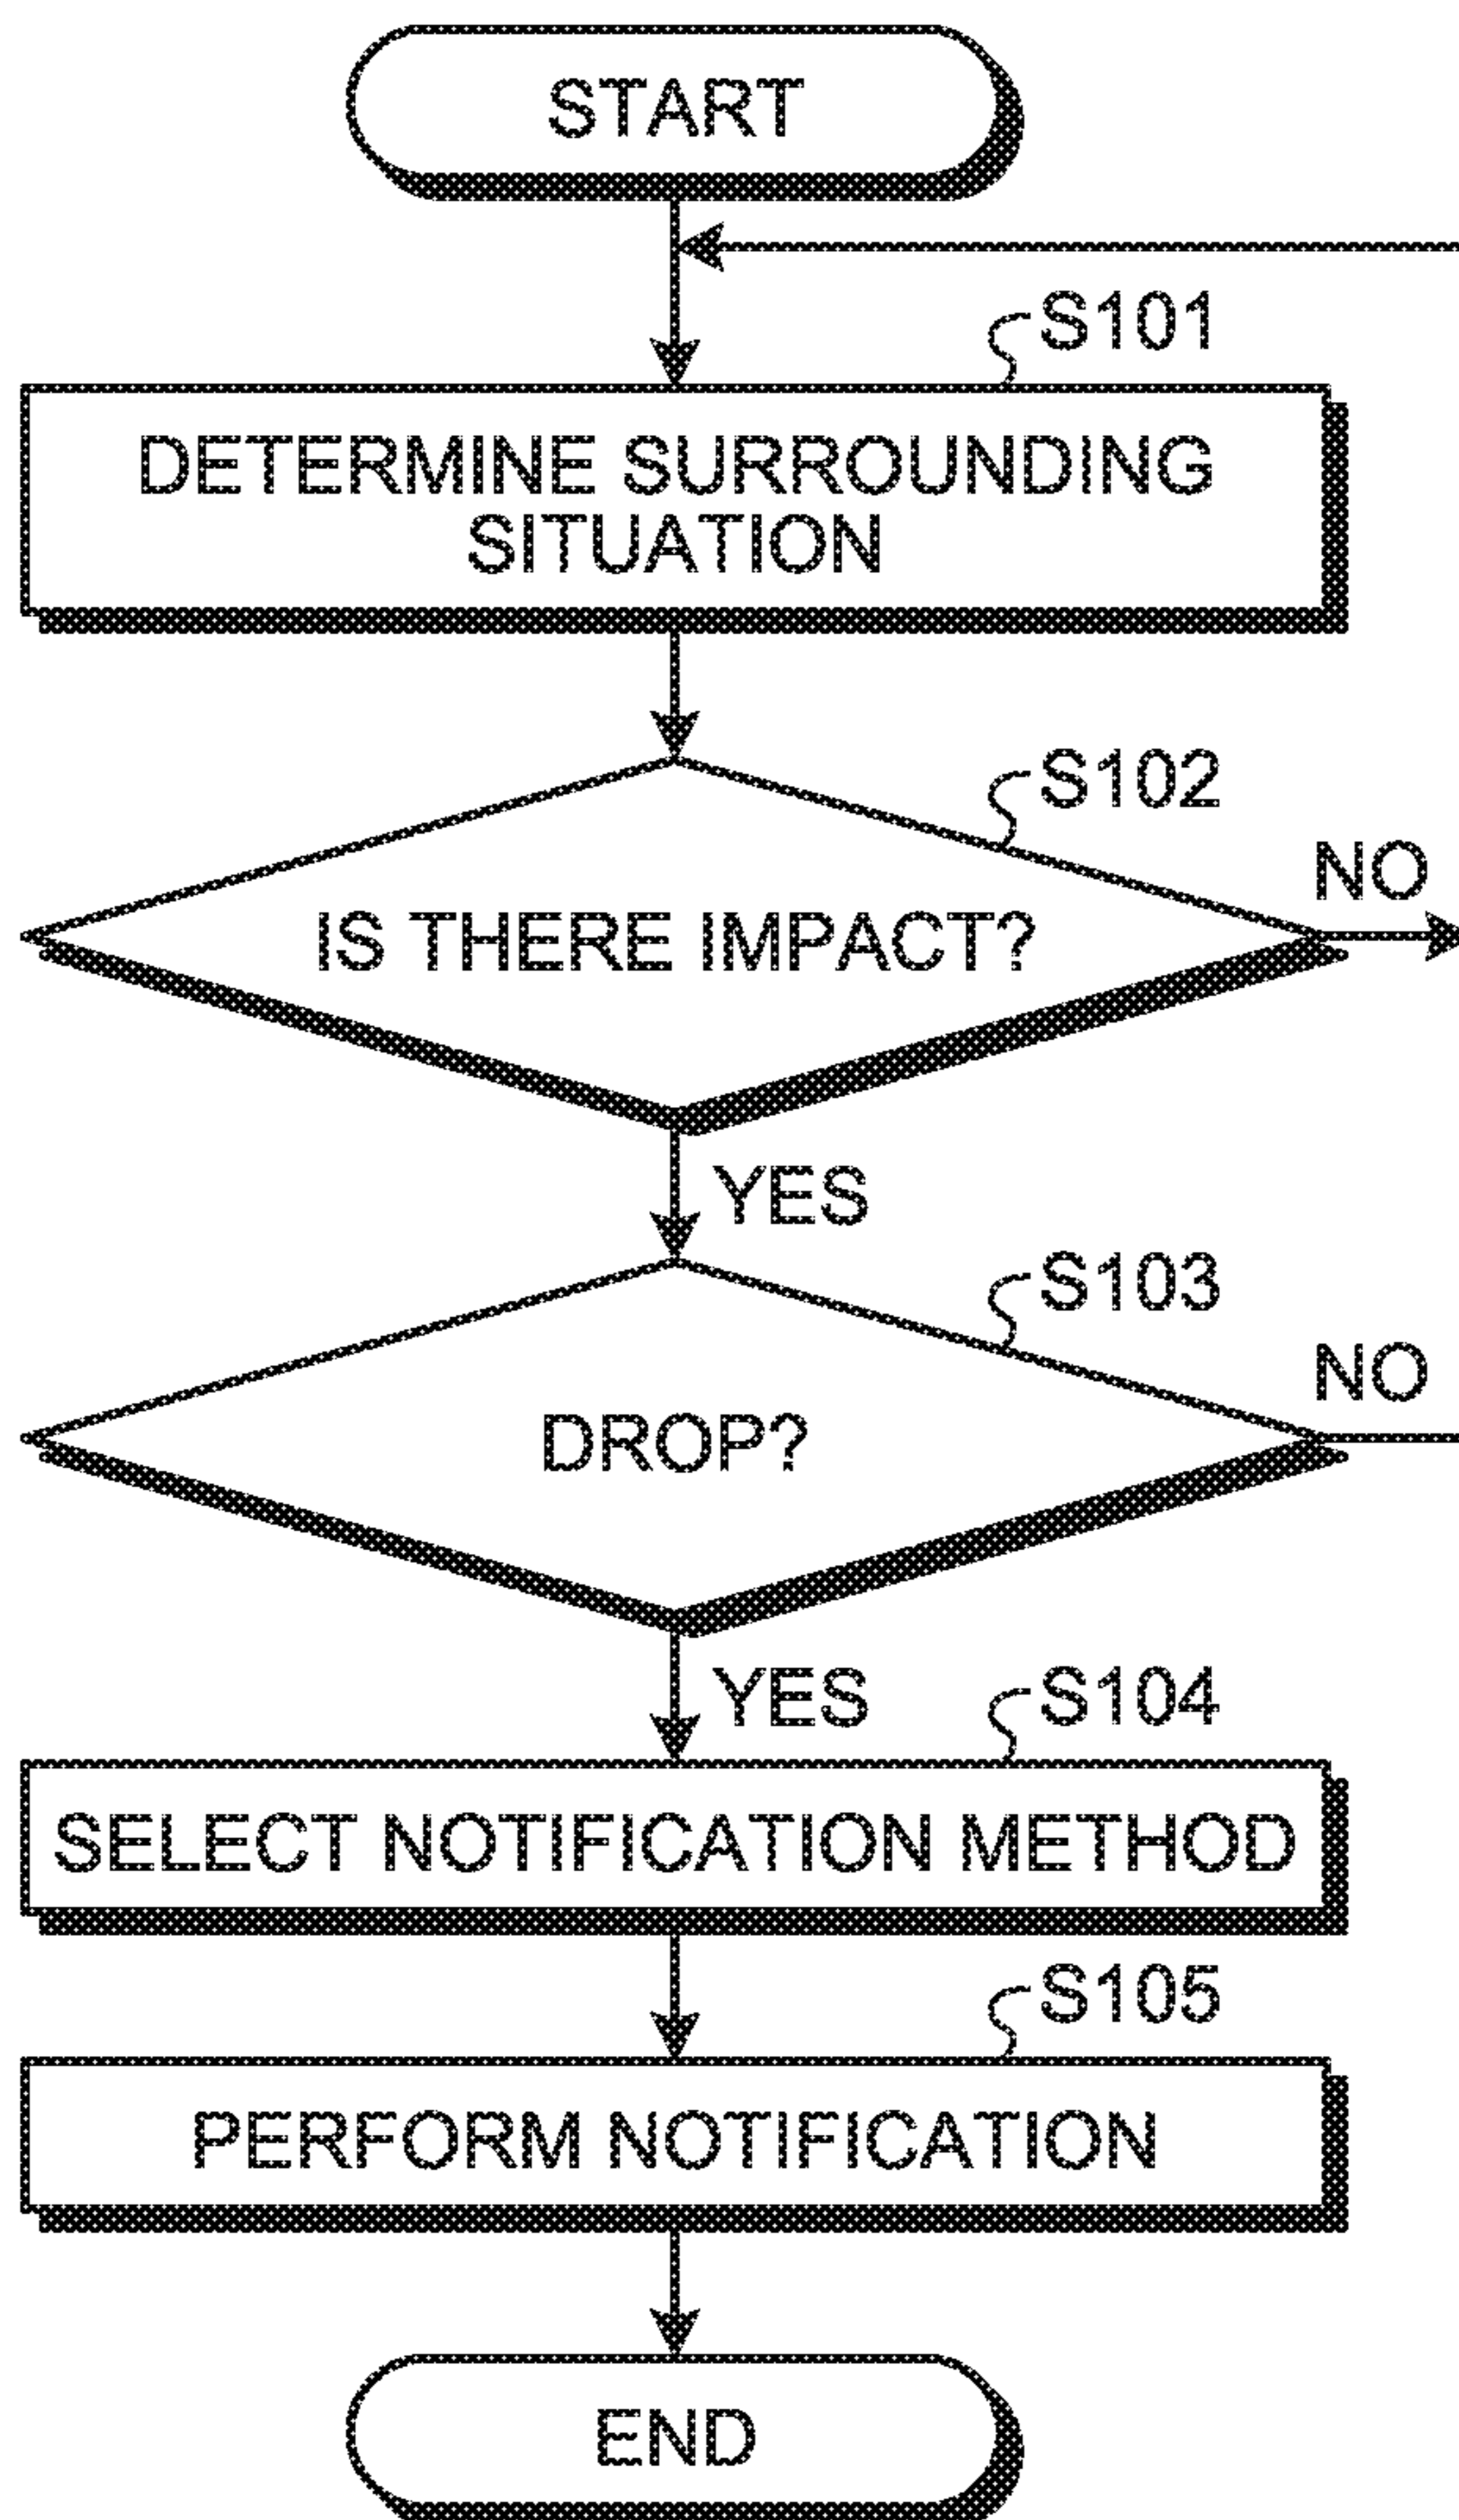 START
S101
DETERMINE SURROUNDING
SITUATION
S102
NO
IS THERE IMPACT?
YES
S103
NO
DROP?
YES
S104
SELECT NOTIFICATION METHOD
S105
PERFORM NOTIFICATION
END